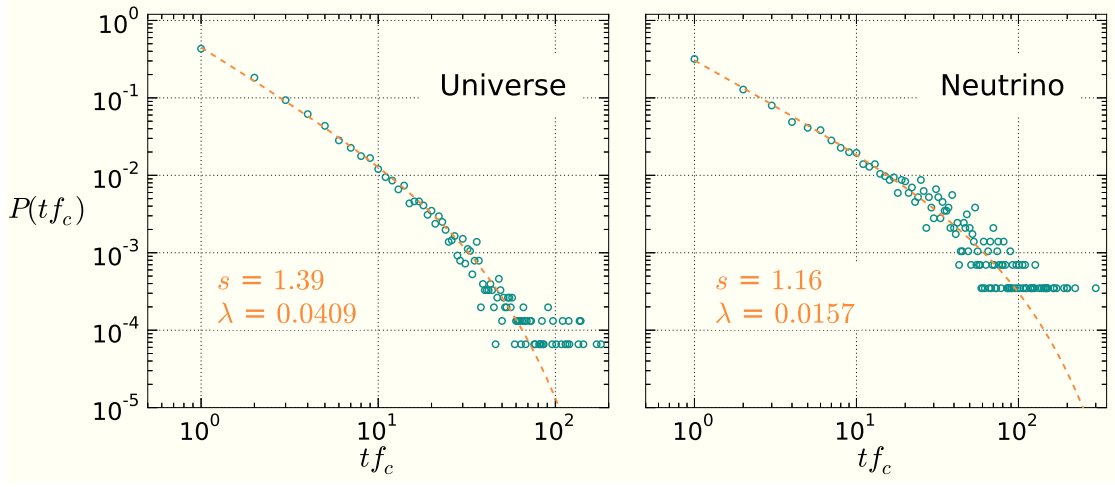 Universe
Neutrino
P(tf_c)
10^0
10^-1
10^-2
10^-3
10^-4
10^-5
s = 1.39
λ = 0.0409
s = 1.16
λ = 0.0157
10^0 10^1 10^2
10^0 10^1 10^2
tf_c
tf_c